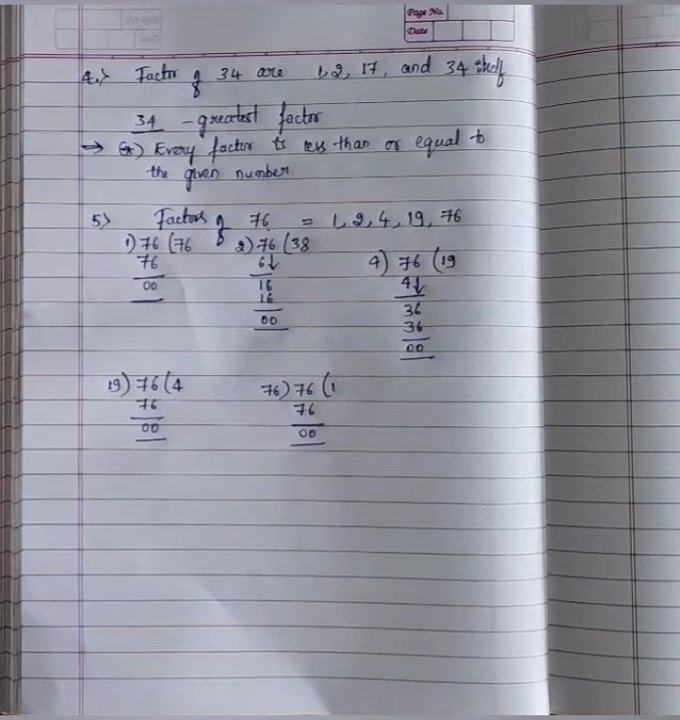 Page No.
Date
4.> Factor of 34 are 1,2, 17, and 34 itself
34 - greatest factor
⇒ (*) Every factor is less than or equal to
the given number
5> Factors of 76 = 1, 2, 4, 19, 76
1) 76 (76 2) 76 (38
4) 76 (19
76 6↓
4↓
00 16
36
16
36
00
00
19) 76 (4 76) 76 (1
76 76
00 00